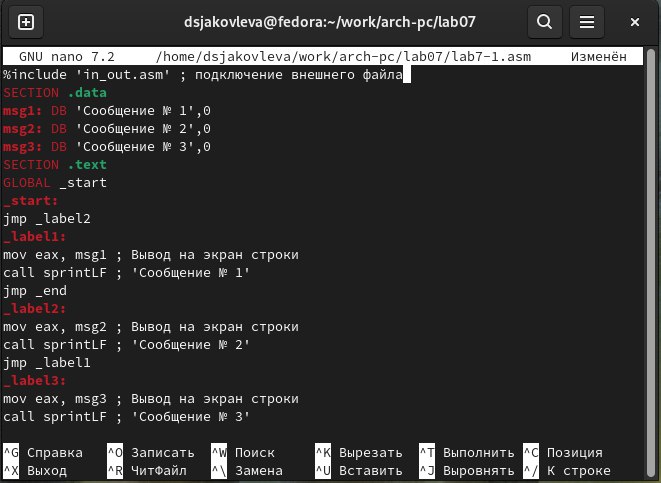 dsjakovleva@fedora:~/work/arch-pc/lab07
GNU nano 7.2 /home/dsjakovleva/work/arch-pc/lab07/lab7-1.asm Изменён
%include 'in_out.asm' ; подключение внешнего файла
SECTION .data
msg1: DB 'Сообщение № 1',0
msg2: DB 'Сообщение № 2',0
msg3: DB 'Сообщение № 3',0
SECTION .text
GLOBAL _start
_start:
jmp _label2
_label1:
mov eax, msg1 ; Вывод на экран строки
call sprintLF ; 'Сообщение № 1'
jmp _end
_label2:
mov eax, msg2 ; Вывод на экран строки
call sprintLF ; 'Сообщение № 2'
jmp _label1
_label3:
mov eax, msg3 ; Вывод на экран строки
call sprintLF ; 'Сообщение № 3'
^G Справка ^O Записать ^W Поиск ^K Вырезать ^T Выполнить ^C Позиция
^X Выход ^R ЧитФайл ^\ Замена ^U Вставить ^J Выровнять ^/ К строке